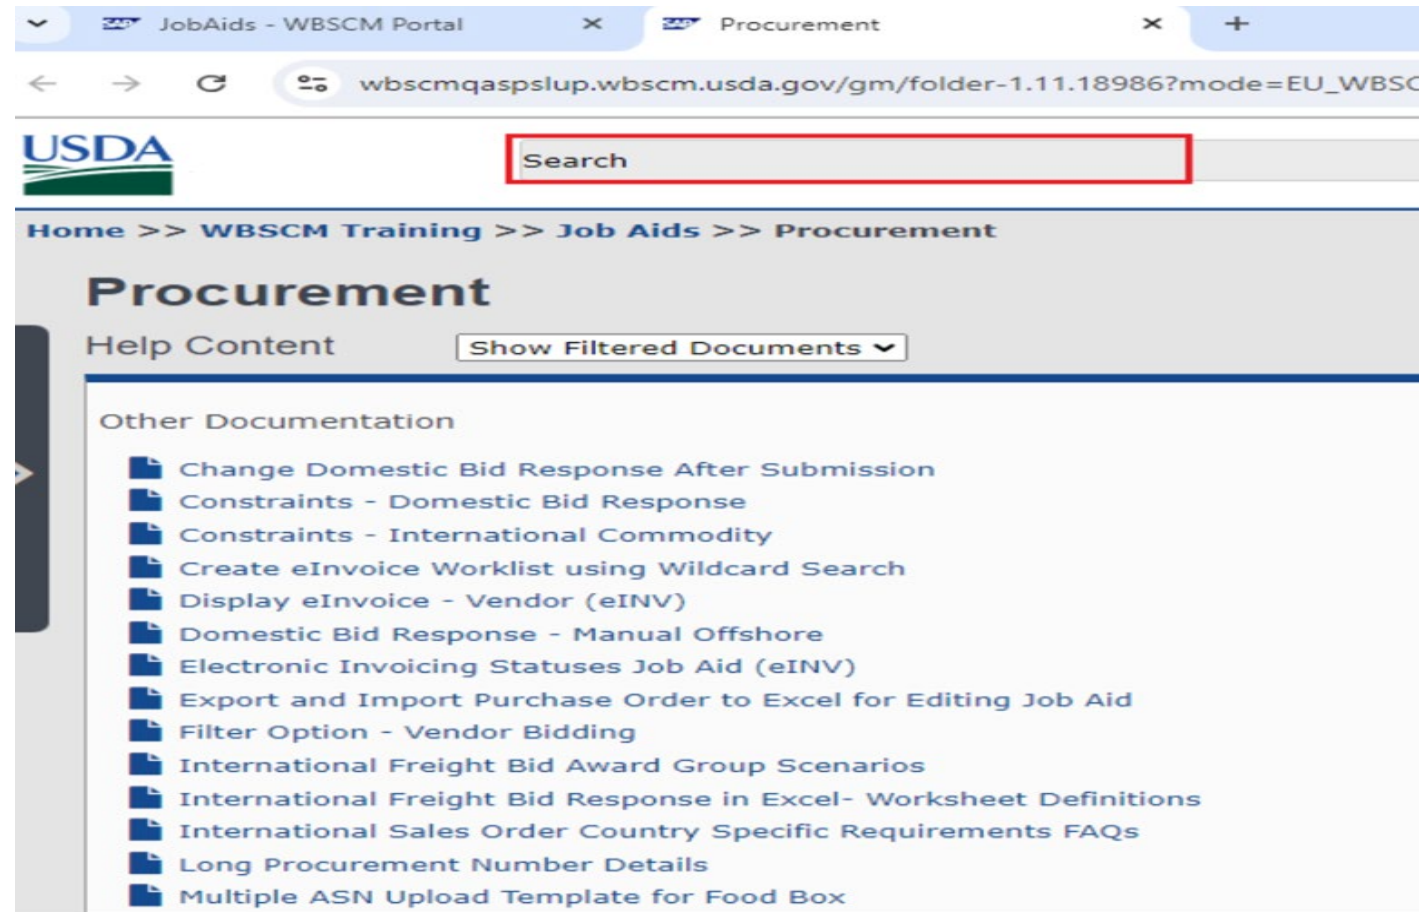 JobAids - WBSCM Portal
Procurement
wbscmqaspslup.wbscm.usda.gov/gm/folder-1.11.18986?mode=EU_WBSC
USDA
Search
Home >> WBSCM Training >> Job Aids >> Procurement
Procurement
Help Content
Show Filtered Documents
Other Documentation
Change Domestic Bid Response After Submission
Constraints - Domestic Bid Response
Constraints - International Commodity
Create eInvoice Worklist using Wildcard Search
Display eInvoice - Vendor (eINV)
Domestic Bid Response - Manual Offshore
Electronic Invoicing Statuses Job Aid (eINV)
Export and Import Purchase Order to Excel for Editing Job Aid
Filter Option - Vendor Bidding
International Freight Bid Award Group Scenarios
International Freight Bid Response in Excel- Worksheet Definitions
International Sales Order Country Specific Requirements FAQs
Long Procurement Number Details
Multiple ASN Upload Template for Food Box